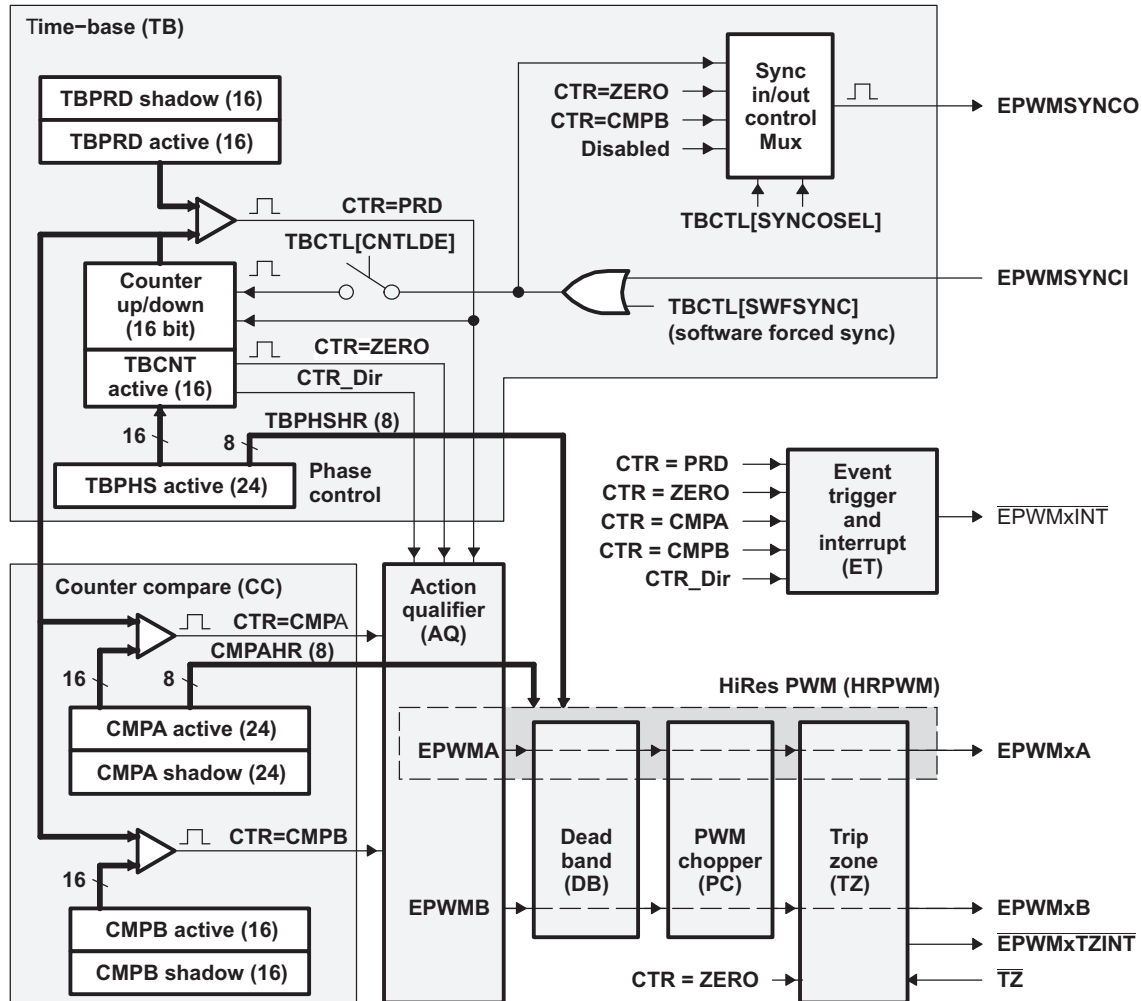 Time−base (TB)
TBPRD shadow (16)
TBPRD active (16)
CTR=PRD
TBCTL[CNTLDE]
Counter
up/down
(16 bit)
TBCNT
active (16)
CTR=ZERO
CTR_Dir
16
8
TBPHSHR (8)
TBPHS active (24)
Phase
control
CTR=ZERO
CTR=CMPB
Disabled
Sync
in/out
control
Mux
TBCTL[SYNCOSEL]
EPWMSYNCO
EPWMSYNCI
TBCTL[SWFSYNC]
(software forced sync)
CTR = PRD
CTR = ZERO
CTR = CMPA
CTR = CMPB
CTR_Dir
Event
trigger
and
interrupt
(ET)
EPWMxINT
Counter compare (CC)
CTR=CMPA
16
8
CMPAHR (8)
CMPA active (24)
CMPA shadow (24)
CTR=CMPB
16
CMPB active (16)
CMPB shadow (16)
Action
qualifier
(AQ)
EPWMA
EPWMB
HiRes PWM (HRPWM)
Dead
band
(DB)
PWM
chopper
(PC)
Trip
zone
(TZ)
CTR = ZERO
EPWMxA
EPWMxB
EPWMxTZINT
TZ